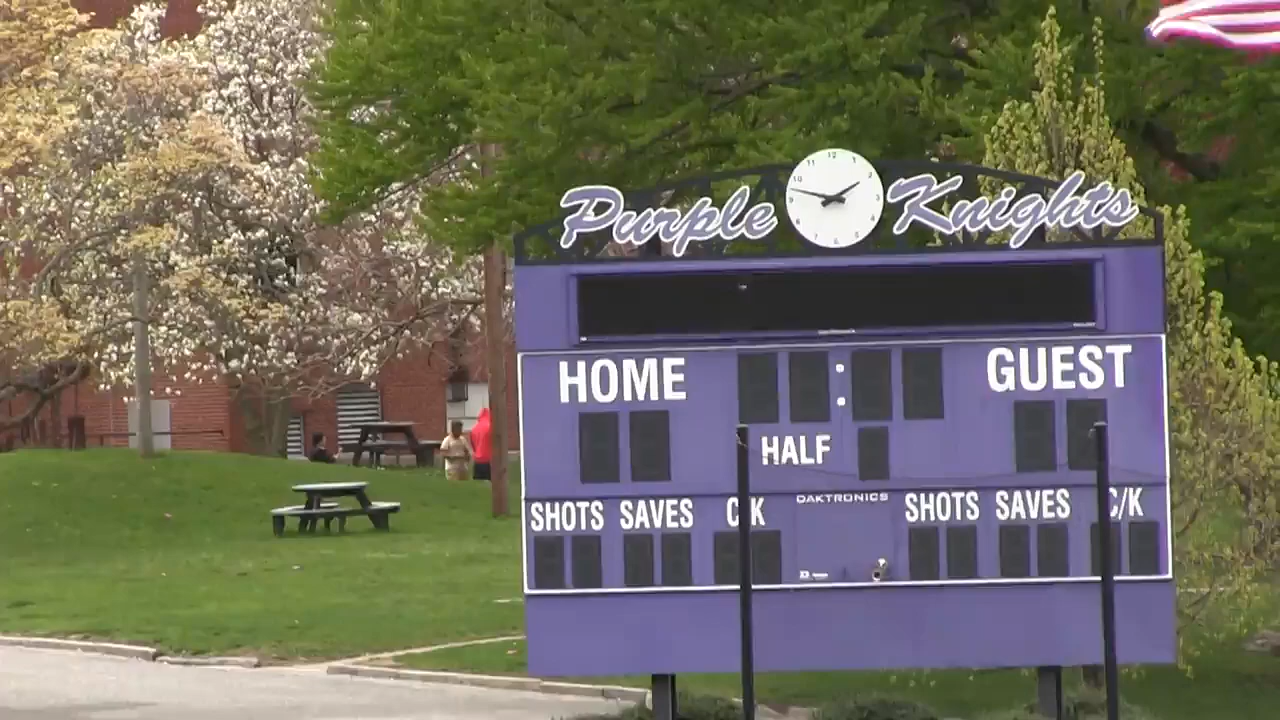 Purple Knights
HOME GUEST
HALF
DAKTRONICS
SHOTS SAVES C/K SHOTS SAVES C/K